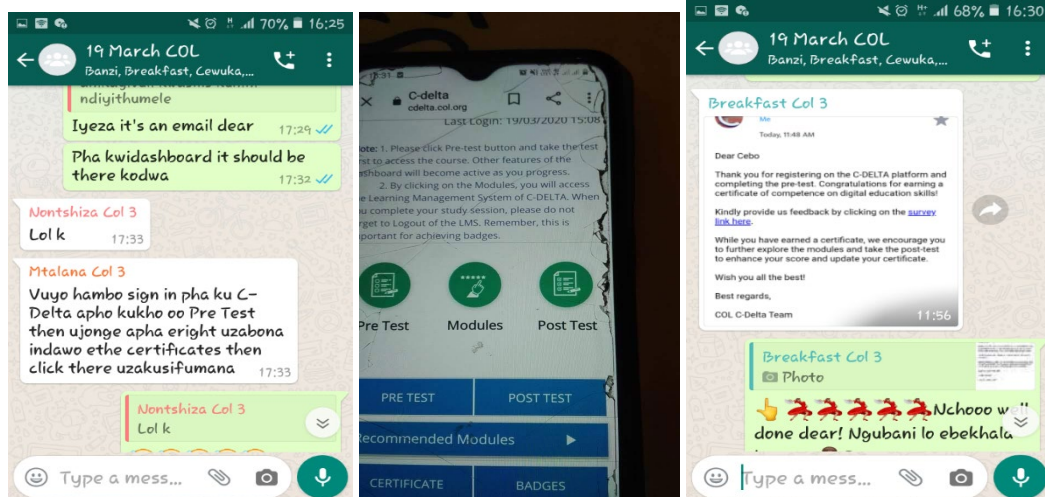 70% 16:25
19 March COL
Banzi, Breakfast, Cewuka,...
ndiyithumele
Iyeza it's an email dear 17:29
Pha kwidashboard it should be
there kodwa 17:32
Nontshiza Col 3
Lol k 17:33
Mtalana Col 3
Vuyo hambo sign in pha ku C-
Delta apho kukho oo Pre Test
then ujonge apha eright uzabona
indawo ethe certificates then
click there uzakusifumana 17:33
Nontshiza Col 3
Lol k
Type a mess...
C-delta
cdelta.col.org
Last Login: 19/03/2020 15:08
ote: 1. Please click Pre-test button and take the test
rst to access the course. Other features of the
shboard will become active as you progress.
2. By clicking on the Modules, you will access
e Learning Management System of C-DELTA. When
u complete your study session, please do not
rget to Logout of the LMS. Remember, this is
portant for achieving badges.
Pre Test Modules Post Test
PRE TEST POST TEST
Recommended Modules
CERTIFICATE BADGES
68% 16:30
19 March COL
Banzi, Breakfast, Cewuka,...
Breakfast Col 3
Me
Today, 11:48 AM
Dear Cebo
Thank you for registering on the C-DELTA platform and
completing the pre-test. Congratulations for earning a
certificate of competence on digital education skills!
Kindly provide us feedback by clicking on the survey
link here.
While you have earned a certificate, we encourage you
to further explore the modules and take the post-test
to enhance your score and update your certificate.
Wish you all the best!
Best regards,
COL C-Delta Team 11:56
Breakfast Col 3
Photo
Nchooo well
done dear! Ngubani lo ebekhala
Type a mess...